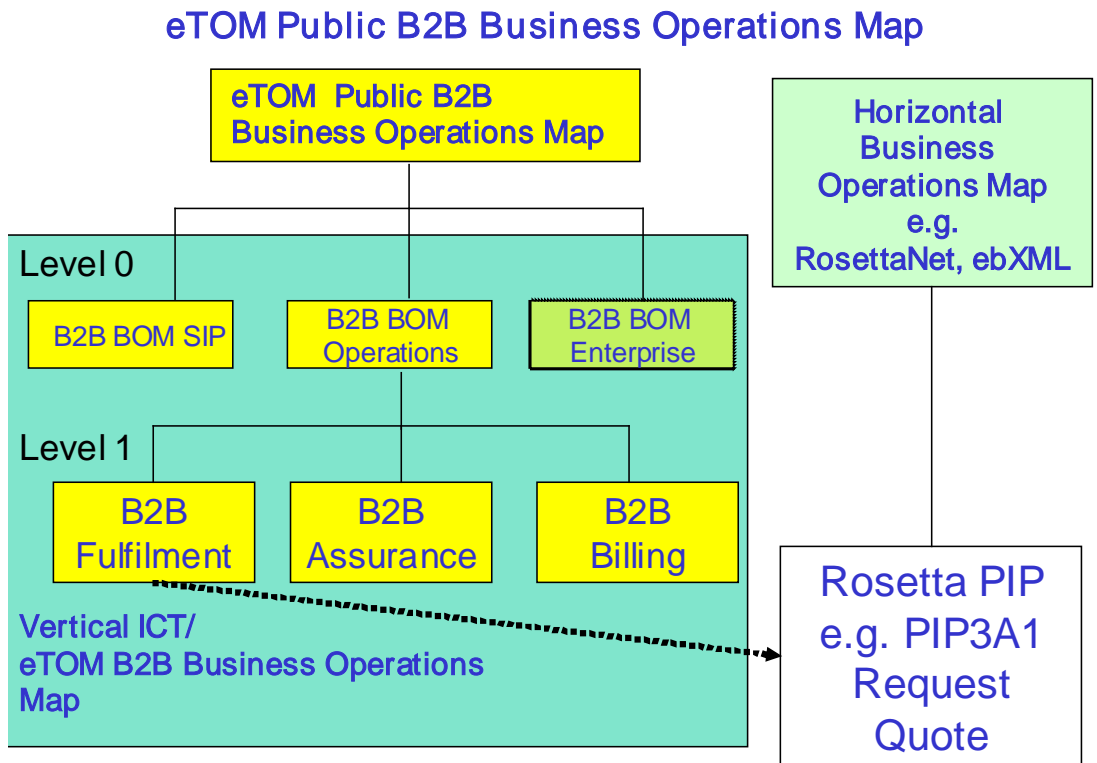 eTOM Public B2B Business Operations Map
eTOM Public B2B
Business Operations Map
Horizontal
Business
Operations Map
e.g.
RosettaNet, ebXML
Level 0
B2B BOM SIP
B2B BOM
Operations
B2B BOM
Enterprise
Level 1
B2B
Fulfilment
B2B
Assurance
B2B
Billing
Vertical ICT/
eTOM B2B Business Operations
Map
Rosetta PIP
e.g. PIP3A1
Request
Quote